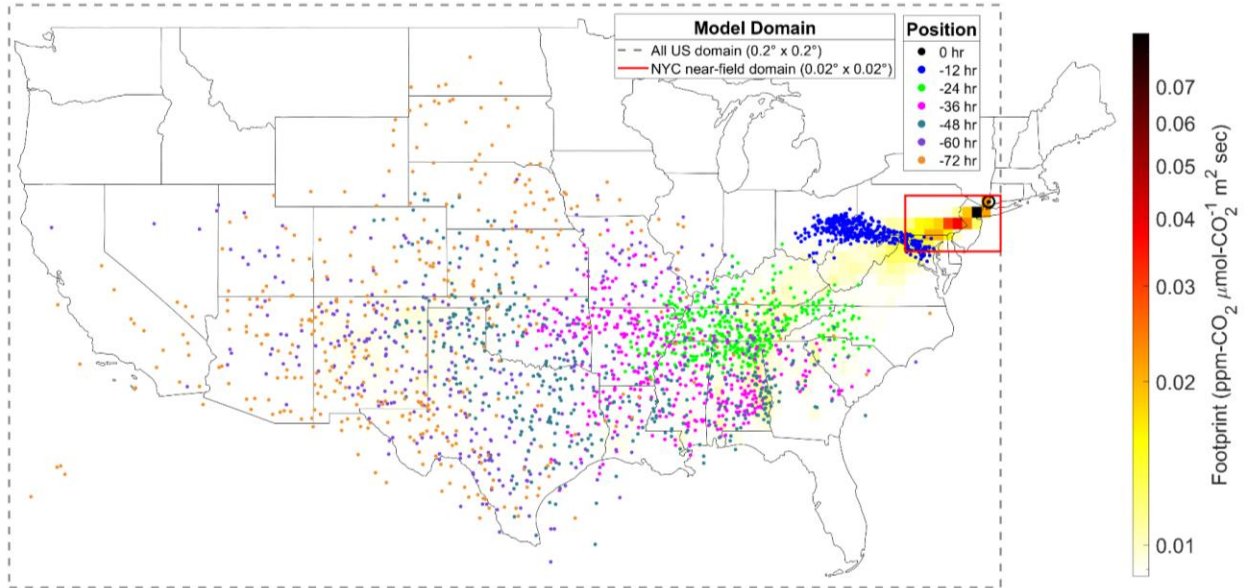 Model Domain
All US domain (0.2° x 0.2°)
NYC near-field domain (0.02° x 0.02°)
Position
0 hr
-12 hr
-24 hr
-36 hr
-48 hr
-60 hr
-72 hr
0.07
0.06
0.05
0.04
0.03
0.02
0.01
Footprint (ppm-CO₂ μmol-CO₂⁻¹ m² sec)